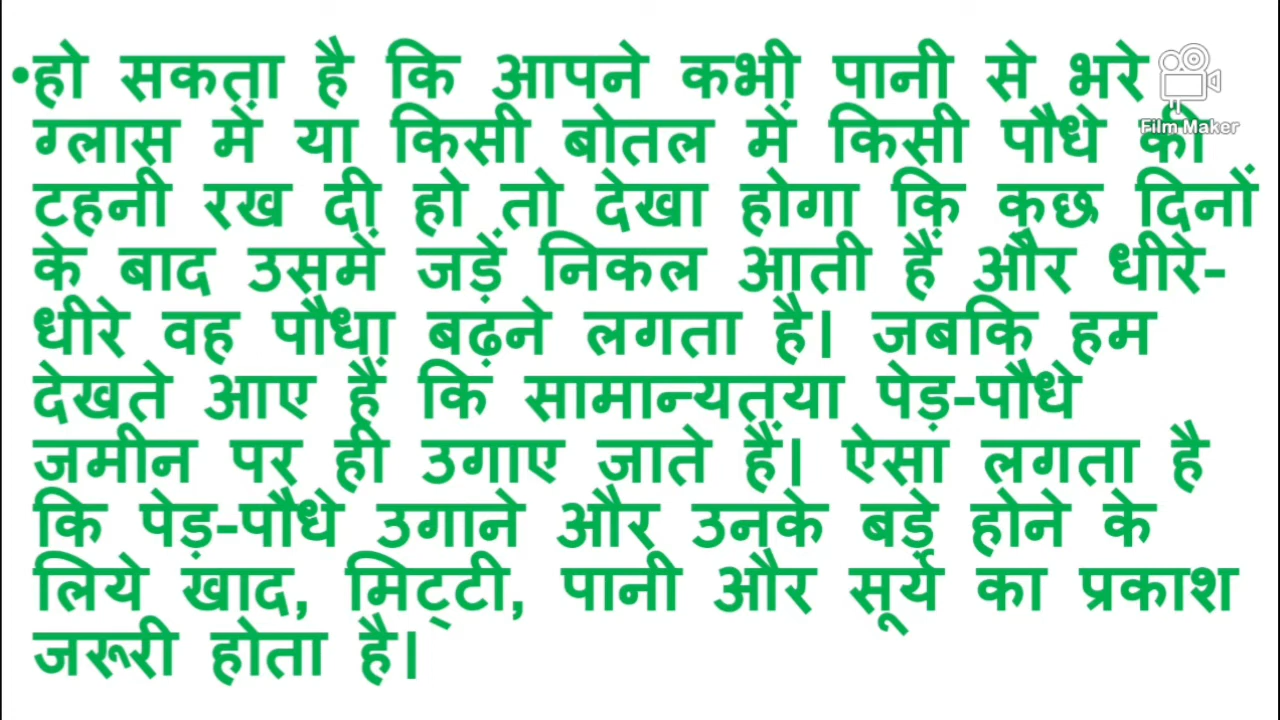 •हो सकता है कि आपने कभी पानी से भरे
ग्लास में या किसी बोतल में किसी पौधे की
टहनी रख दी हो तो देखा होगा कि कुछ दिनों
के बाद उसमें जड़ें निकल आती हैं और धीरे-
धीरे वह पौधा बढ़ने लगता है। जबकि हम
देखते आए हैं कि सामान्यतया पेड़-पौधे
जमीन पर ही उगाए जाते हैं। ऐसा लगता है
कि पेड़-पौधे उगाने और उनके बड़े होने के
लिये खाद, मिट्टी, पानी और सूर्य का प्रकाश
जरूरी होता है।
Film Maker